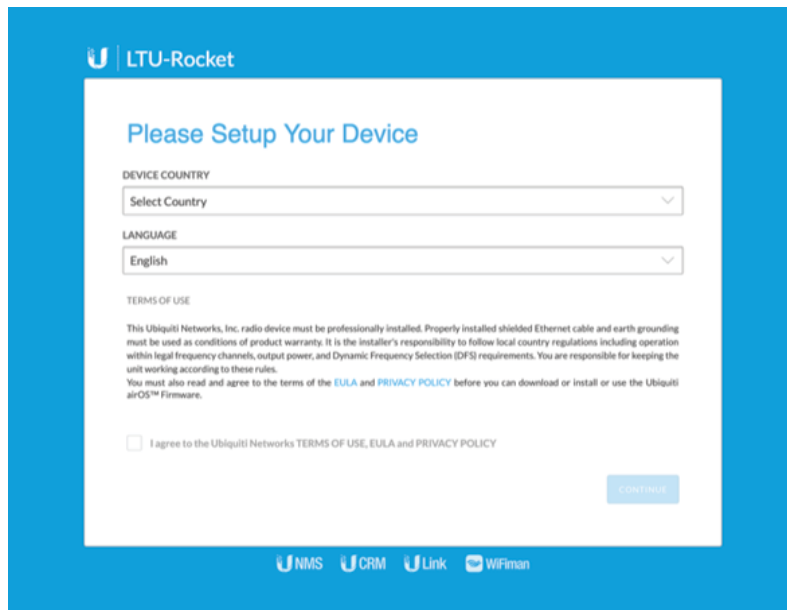 LTU-Rocket
Please Setup Your Device
DEVICE COUNTRY
Select Country
LANGUAGE
English
TERMS OF USE
This Ubiquiti Networks, Inc. radio device must be professionally installed. Properly installed shielded Ethernet cable and earth grounding
must be used as conditions of product warranty. It is the installer's responsibility to follow local country regulations including operation
within legal frequency channels, output power, and Dynamic Frequency Selection (DFS) requirements. You are responsible for keeping the
unit working according to these rules.
You must also read and agree to the terms of the EULA and PRIVACY POLICY before you can download or install or use the Ubiquiti
airOS™ Firmware.
I agree to the Ubiquiti Networks TERMS OF USE, EULA and PRIVACY POLICY
CONTINUE
NMS CRM Link WiFiman